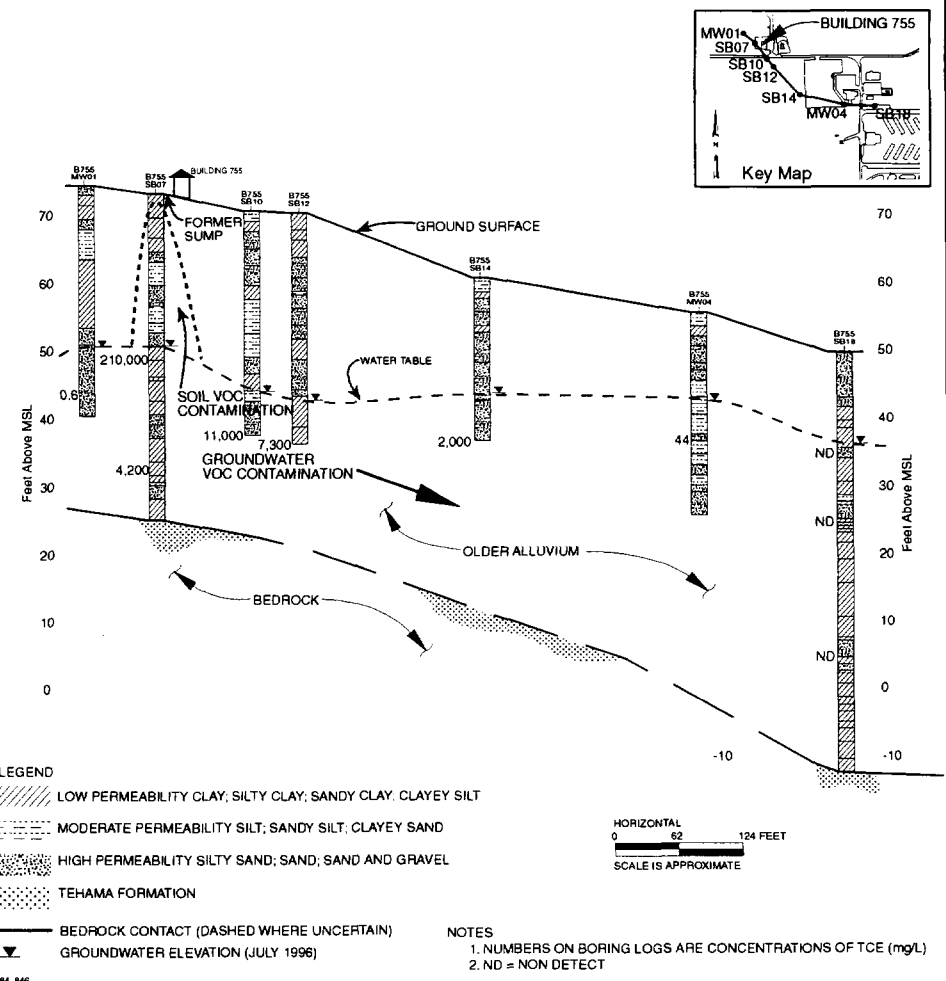 BUILDING 755
MW01
SB07
SB10
SB12
SB14
MW04
SB18
N
Key Map
B755
MW01
B755
SB07
BUILDING 755
B755
SB10
B755
SB12
FORMER
SUMP
GROUND SURFACE
B755
SB14
B755
MW04
B755
SB18
70
60
50
40
30
20
10
0
Feet Above MSL
70
60
50
40
30
20
10
0
-10
-10
Feet Above MSL
210,000
0.6
4,200
SOIL VOC
CONTAMINATION
WATER TABLE
11,000
7,300
2,000
44
ND
ND
ND
GROUNDWATER
VOC CONTAMINATION
OLDER ALLUVIUM
BEDROCK
LEGEND
LOW PERMEABILITY CLAY; SILTY CLAY; SANDY CLAY; CLAYEY SILT
MODERATE PERMEABILITY SILT; SANDY SILT; CLAYEY SAND
HIGH PERMEABILITY SILTY SAND; SAND; SAND AND GRAVEL
TEHAMA FORMATION
BEDROCK CONTACT (DASHED WHERE UNCERTAIN)
GROUNDWATER ELEVATION (JULY 1996)
HORIZONTAL
0 62 124 FEET
SCALE IS APPROXIMATE
NOTES
1. NUMBERS ON BORING LOGS ARE CONCENTRATIONS OF TCE (mg/L)
2. ND = NON DETECT